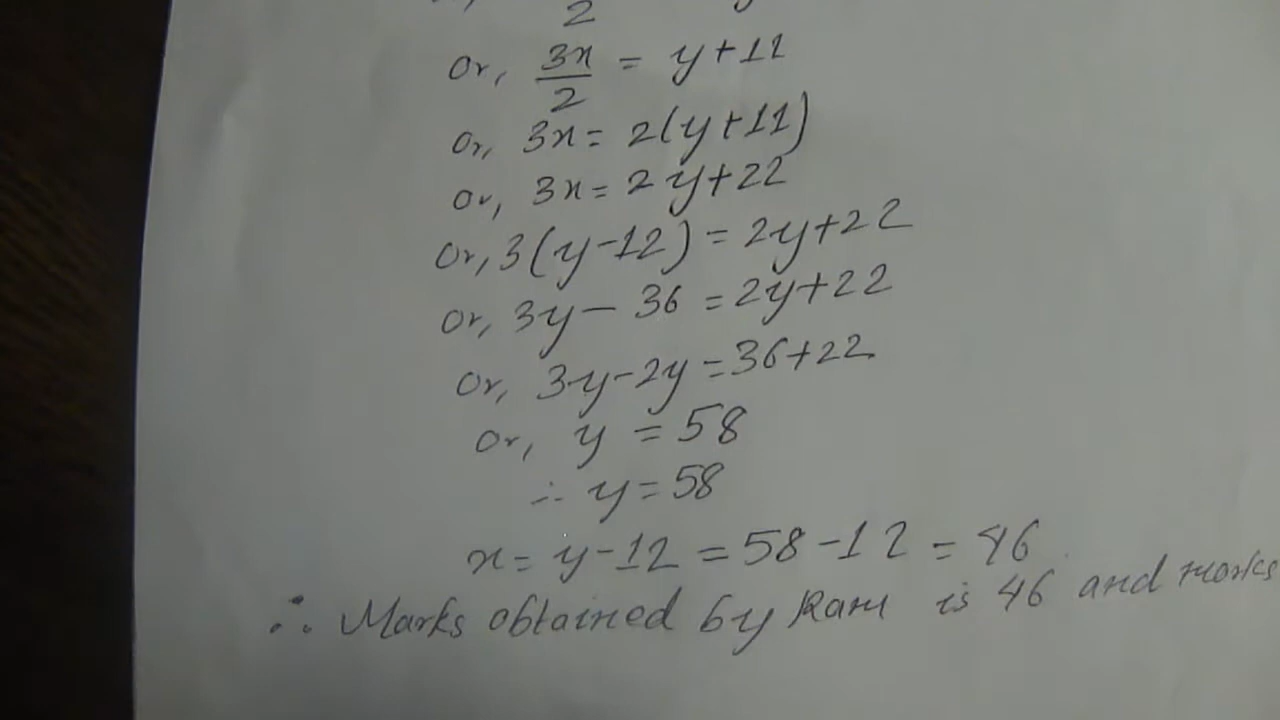 2
Or, 3x/2 = y+11
Or, 3x = 2(y+11)
Or, 3x = 2y+22
Or, 3(y-12) = 2y+22
Or, 3y - 36 = 2y+22
Or, 3y-2y = 36+22
Or, y = 58
∴ y = 58
x = y-12 = 58-12 = 46
∴ Marks obtained by Ram is 46 and marks